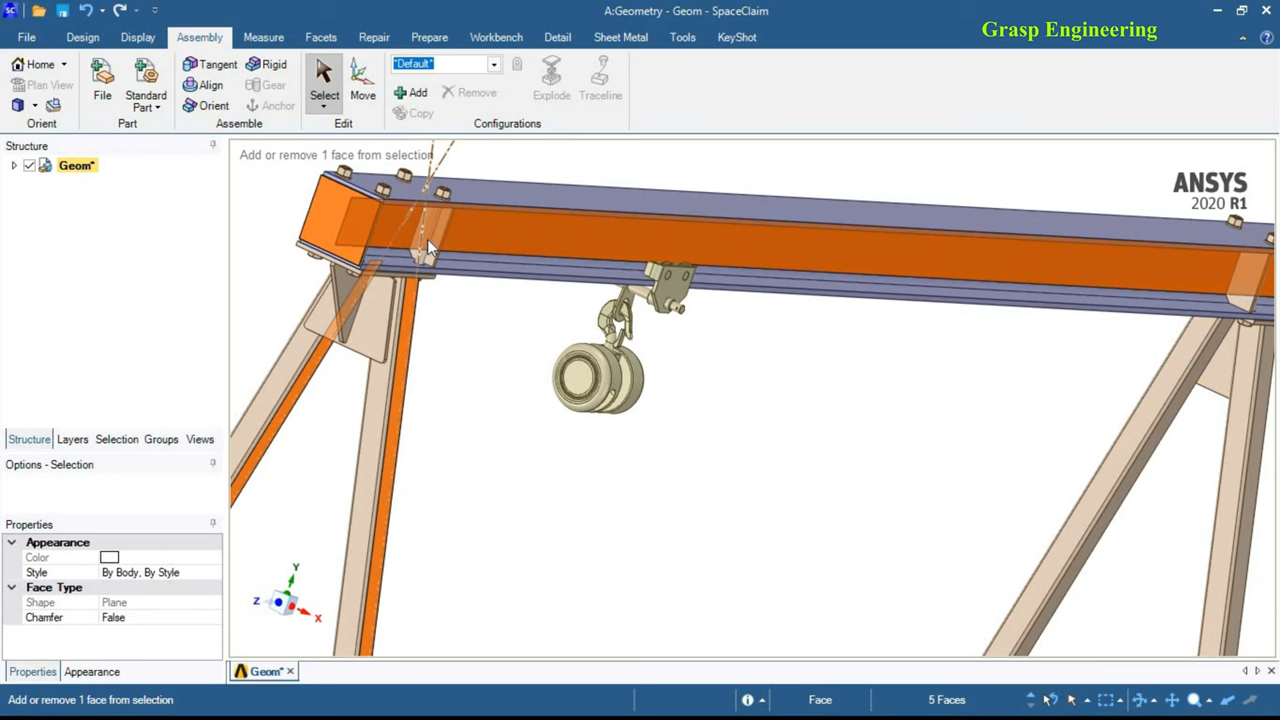 A:Geometry - Geom - SpaceClaim
Grasp Engineering
File Design Display Assembly Measure Facets Repair Prepare Workbench Detail Sheet Metal Tools KeyShot
Home Tangent Rigid *Default*
Plan View File Standard Part Align Gear Select Move Add Remove Explode Traceline
Orient Anchor Copy
Orient Part Assemble Edit Configurations
Structure
Add or remove 1 face from selection
Geom*
ANSYS
2020 R1
Structure Layers Selection Groups Views
Options - Selection
Properties
Appearance
Color
Style By Body, By Style
Face Type
Shape Plane
Chamfer False
Y
Z
X
Properties Appearance
Geom*
Add or remove 1 face from selection Face 5 Faces